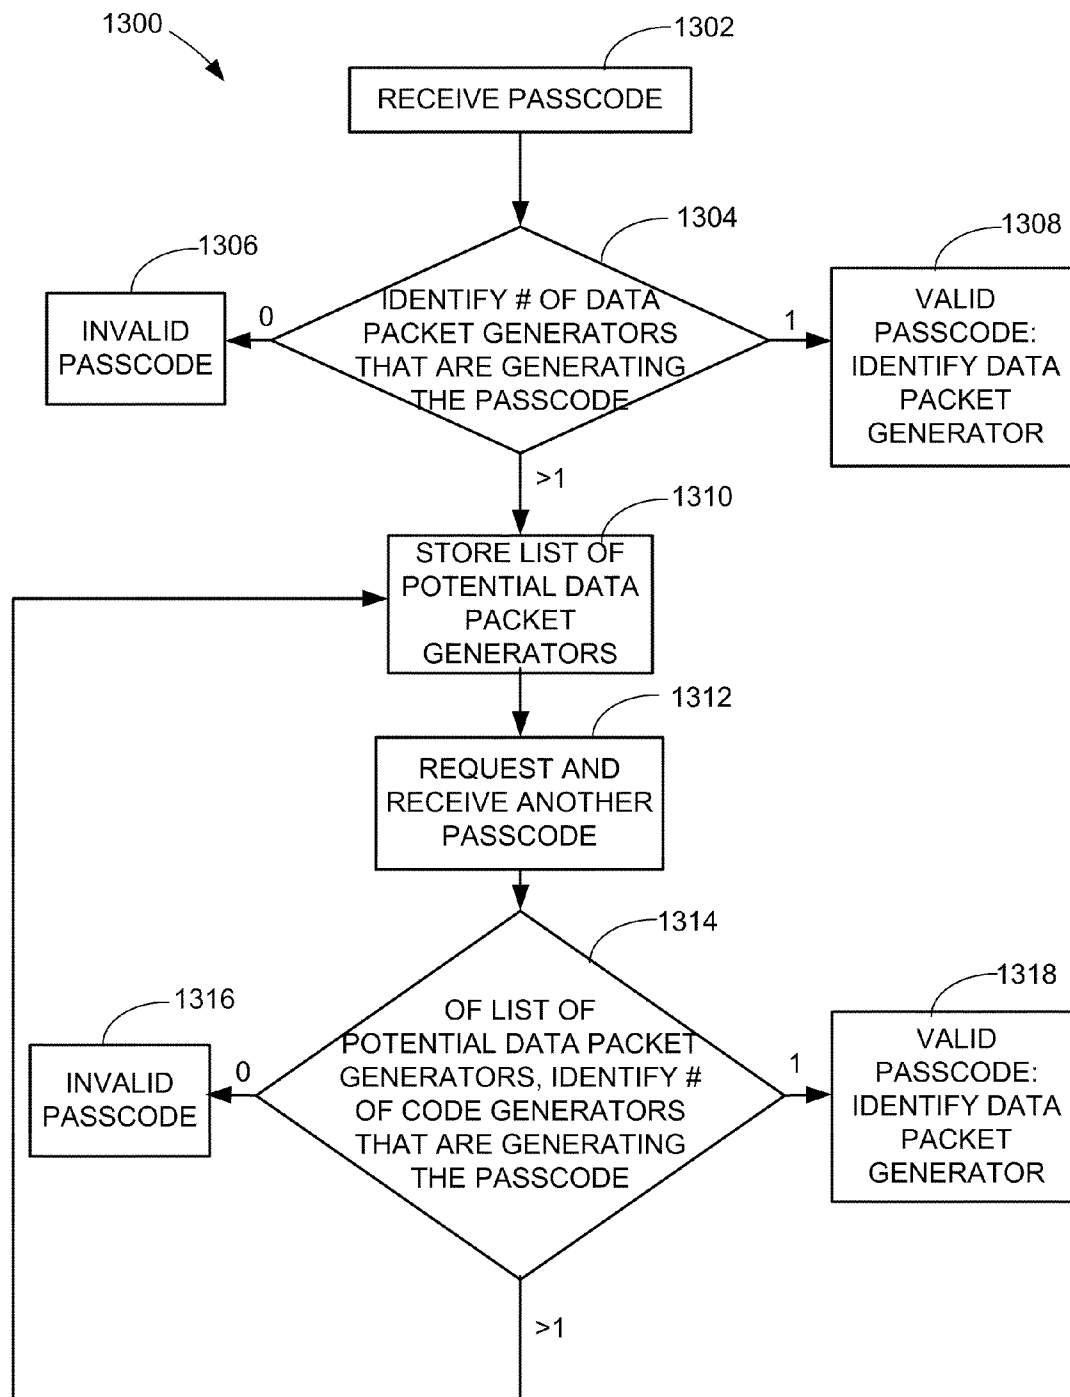 1300
1302
RECEIVE PASSCODE
1304
1306
1308
IDENTIFY # OF DATA
PACKET GENERATORS
THAT ARE GENERATING
THE PASSCODE
0
1
INVALID
PASSCODE
VALID
PASSCODE:
IDENTIFY DATA
PACKET
GENERATOR
>1
1310
STORE LIST OF
POTENTIAL DATA
PACKET
GENERATORS
1312
REQUEST AND
RECEIVE ANOTHER
PASSCODE
1314
1316
1318
OF LIST OF
POTENTIAL DATA PACKET
GENERATORS, IDENTIFY #
OF CODE GENERATORS
THAT ARE GENERATING
THE PASSCODE
0
1
INVALID
PASSCODE
VALID
PASSCODE:
IDENTIFY DATA
PACKET
GENERATOR
>1